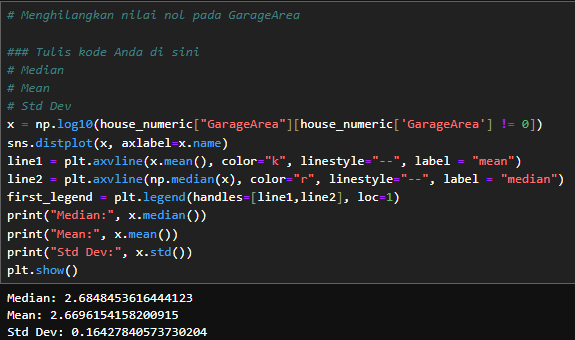 # Menghilangkan nilai nol pada GarageArea
### Tulis kode Anda di sini
# Median
# Mean
# Std Dev
x = np.log10(house_numeric["GarageArea"][house_numeric['GarageArea'] != 0])
sns.distplot(x, axlabel=x.name)
line1 = plt.axvline(x.mean(), color="k", linestyle="--", label = "mean")
line2 = plt.axvline(np.median(x), color="r", linestyle="--", label = "median")
first_legend = plt.legend(handles=[line1,line2], loc=1)
print("Median:", x.median())
print("Mean:", x.mean())
print("Std Dev:", x.std())
plt.show()
Median: 2.6848453616444123
Mean: 2.6696154158200915
Std Dev: 0.16427840573730204